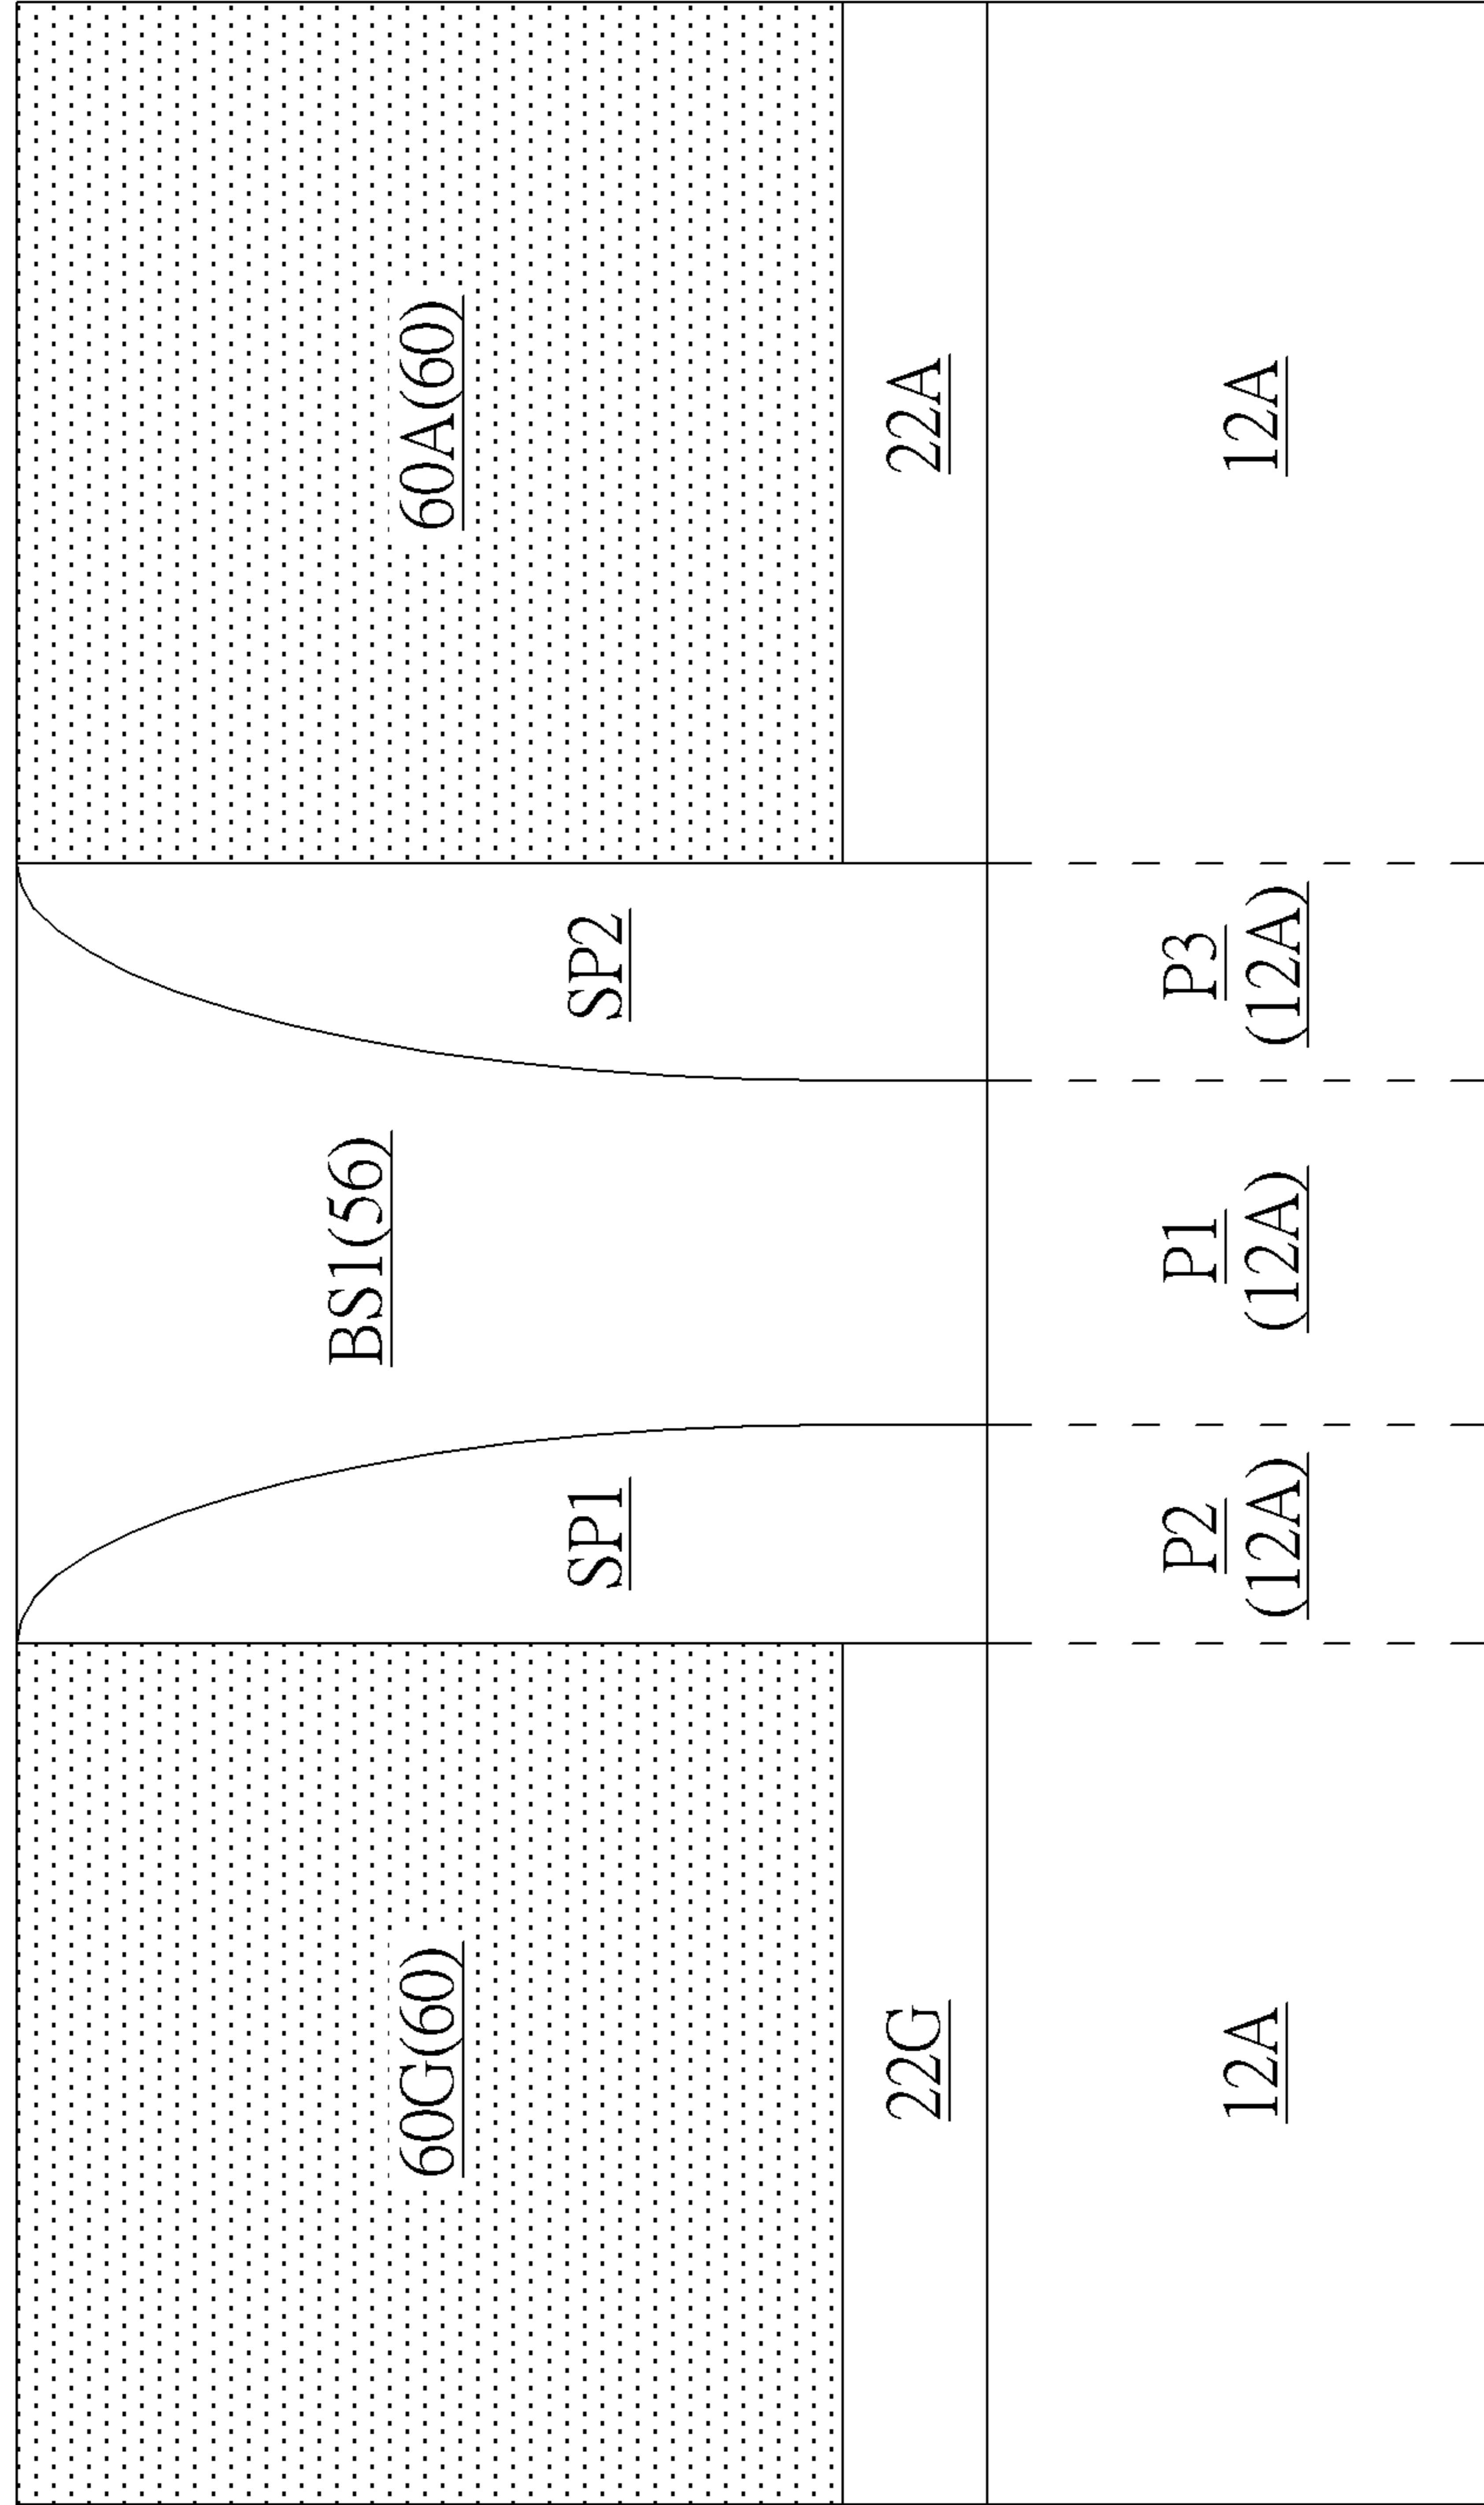 BS1(56)
60G(60)
60A(60)
SP1
SP2
22G
22A
12A
P2
(12A)
P1
(12A)
P3
(12A)
12A